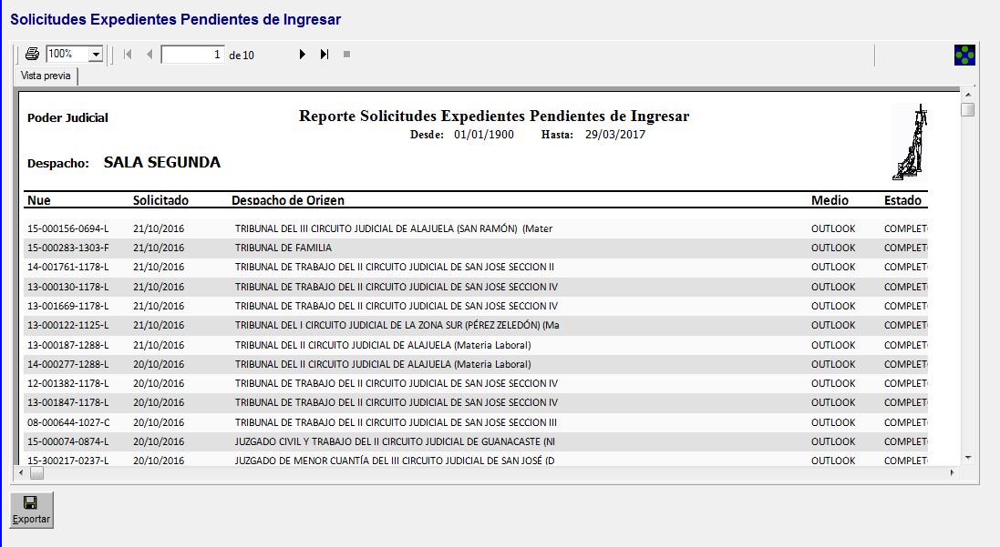 Solicitudes Expedientes Pendientes de Ingresar
100% 1 de 10
Vista previa
Poder Judicial
Reporte Solicitudes Expedientes Pendientes de Ingresar
Desde: 01/01/1900 Hasta: 29/03/2017
Despacho: SALA SEGUNDA
Nue Solicitado Despacho de Origen Medio Estado
15-000156-0694-L 21/10/2016 TRIBUNAL DEL III CIRCUITO JUDICIAL DE ALAJUELA (SAN RAMÓN) (Mater OUTLOOK COMPLET
15-000283-1303-F 21/10/2016 TRIBUNAL DE FAMILIA OUTLOOK COMPLET
14-001761-1178-L 21/10/2016 TRIBUNAL DE TRABAJO DEL II CIRCUITO JUDICIAL DE SAN JOSE SECCION II OUTLOOK COMPLET
13-000130-1178-L 21/10/2016 TRIBUNAL DE TRABAJO DEL II CIRCUITO JUDICIAL DE SAN JOSE SECCION IV OUTLOOK COMPLET
13-001669-1178-L 21/10/2016 TRIBUNAL DE TRABAJO DEL II CIRCUITO JUDICIAL DE SAN JOSE SECCION IV OUTLOOK COMPLET
13-000122-1125-L 21/10/2016 TRIBUNAL DEL I CIRCUITO JUDICIAL DE LA ZONA SUR (PÉREZ ZELEDÓN) (Ma OUTLOOK COMPLET
13-000187-1288-L 21/10/2016 TRIBUNAL DEL II CIRCUITO JUDICIAL DE ALAJUELA (Materia Laboral) OUTLOOK COMPLET
14-000277-1288-L 20/10/2016 TRIBUNAL DEL II CIRCUITO JUDICIAL DE ALAJUELA (Materia Laboral) OUTLOOK COMPLET
12-001382-1178-L 20/10/2016 TRIBUNAL DE TRABAJO DEL II CIRCUITO JUDICIAL DE SAN JOSE SECCION IV OUTLOOK COMPLET
13-001847-1178-L 20/10/2016 TRIBUNAL DE TRABAJO DEL II CIRCUITO JUDICIAL DE SAN JOSE SECCION IV OUTLOOK COMPLET
08-000644-1027-C 20/10/2016 TRIBUNAL DE TRABAJO DEL II CIRCUITO JUDICIAL DE SAN JOSE SECCION III OUTLOOK COMPLET
15-000074-0874-L 20/10/2016 JUZGADO CIVIL Y TRABAJO DEL II CIRCUITO JUDICIAL DE GUANACASTE (NI OUTLOOK COMPLET
15-300217-0237-L 20/10/2016 JUZGADO DE MENOR CUANTÍA DEL III CIRCUITO JUDICIAL DE SAN JOSÉ (D OUTLOOK COMPLET
Exportar